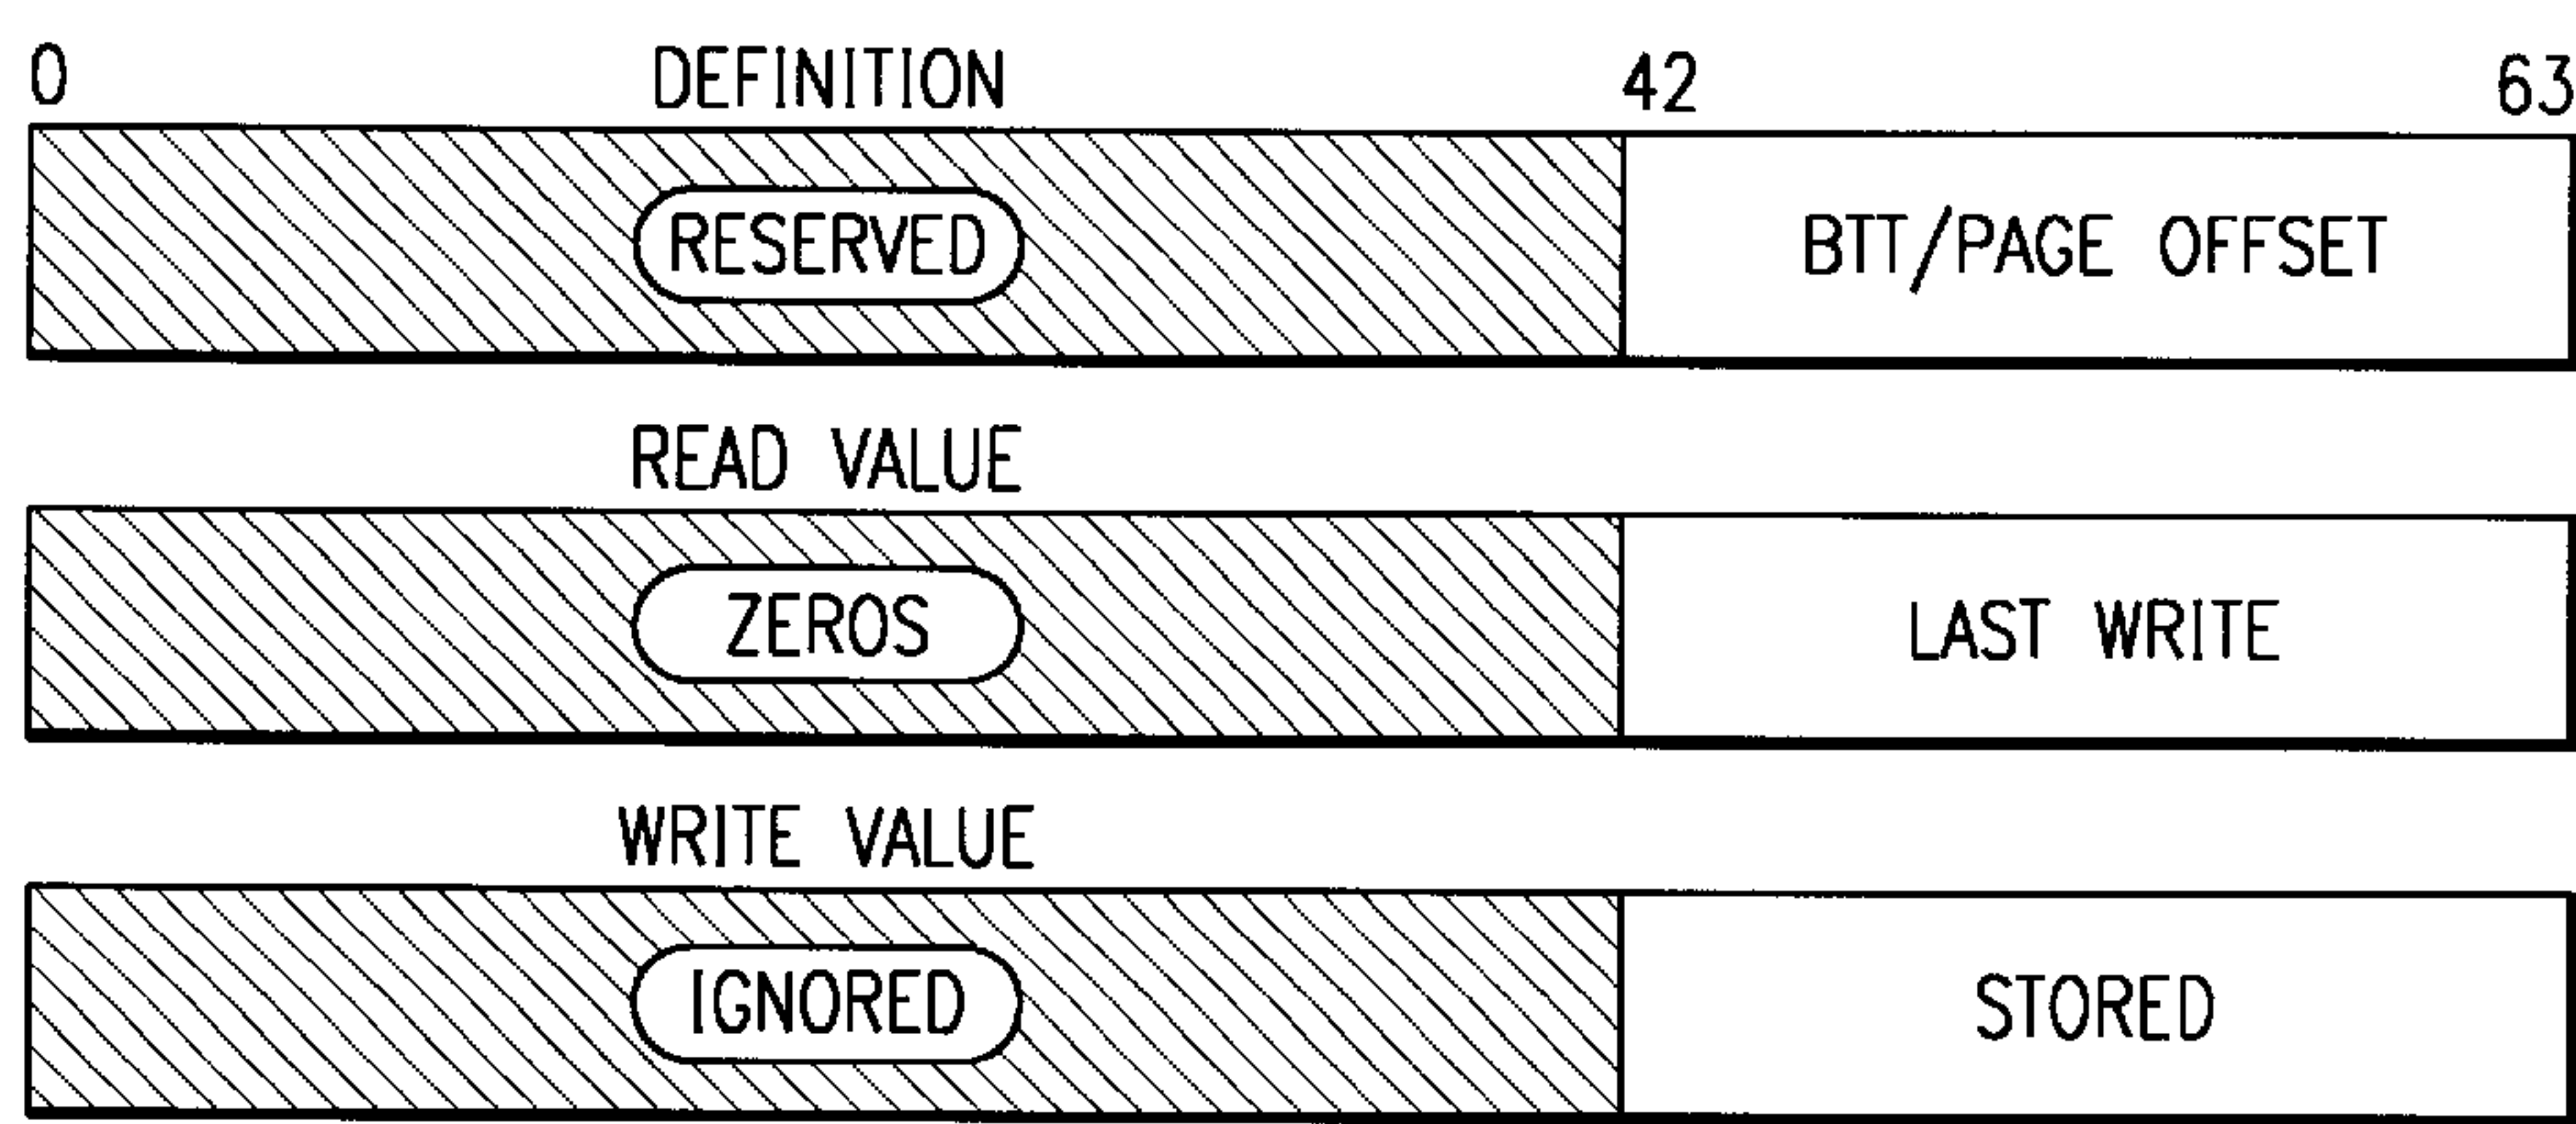 0 DEFINITION 42 63
RESERVED BTT/PAGE OFFSET
READ VALUE
ZEROS LAST WRITE
WRITE VALUE
IGNORED STORED